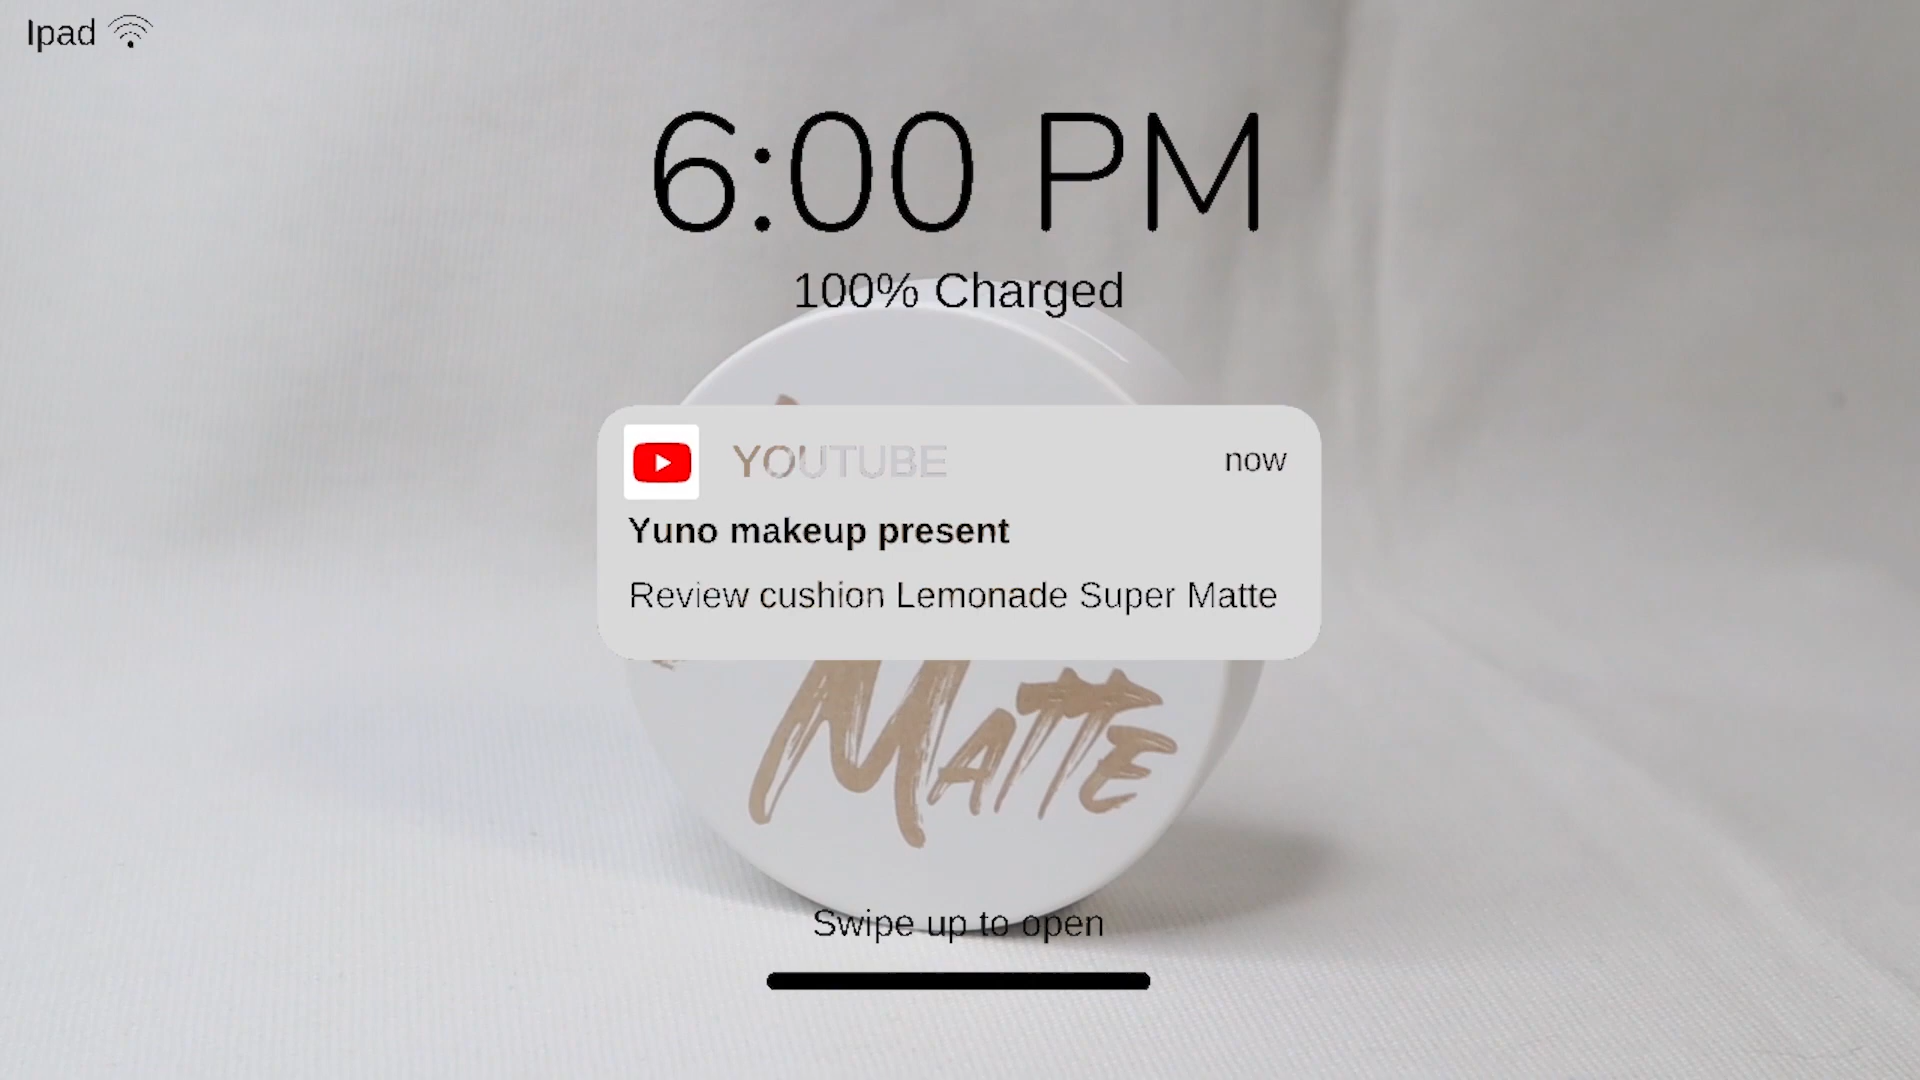 Ipad
6:00 PM
100% Charged
YOUTUBE
now
Yuno makeup present
Review cushion Lemonade Super Matte
MATTE
Swipe up to open